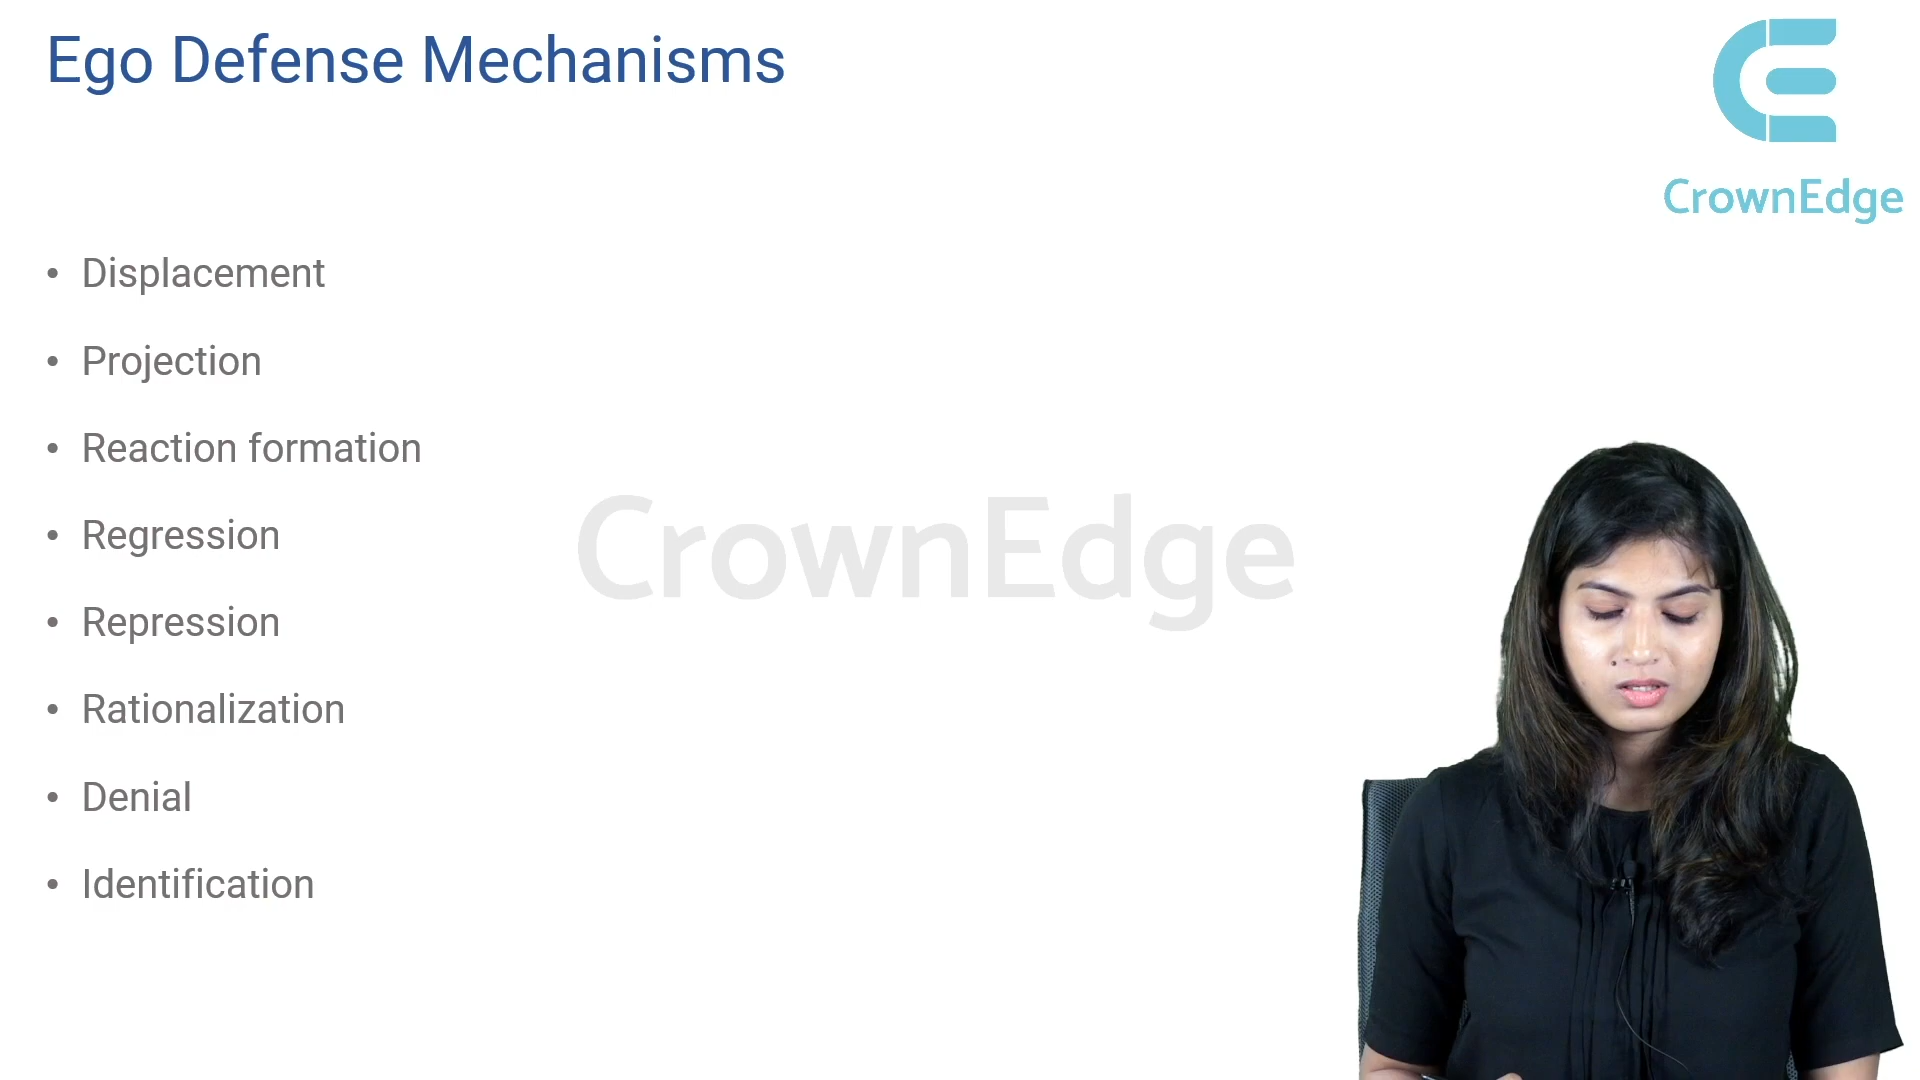 Ego Defense Mechanisms
CrownEdge
• Displacement
• Projection
• Reaction formation
• Regression
• Repression
• Rationalization
• Denial
• Identification
CrownEdge